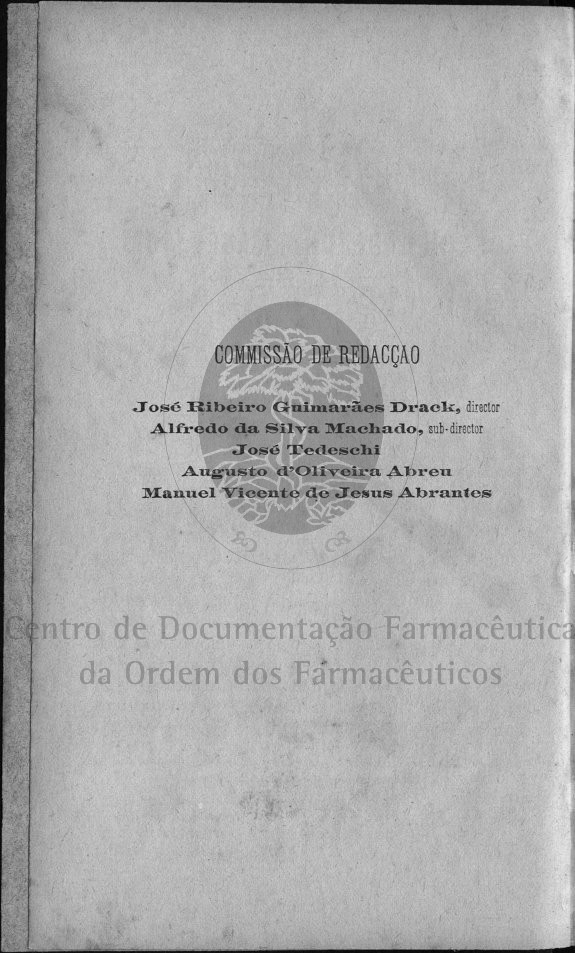 COMMISSÃO DE REDACÇAO
José Ribeiro Guimarães Drack, director
Alfredo da Silva Machado, sub-director
José Tedeschi
Augusto d'Oliveira Abreu
Manuel Vicente de Jesus Abrantes
Centro de Documentação Farmacêutica
da Ordem dos Farmacêuticos